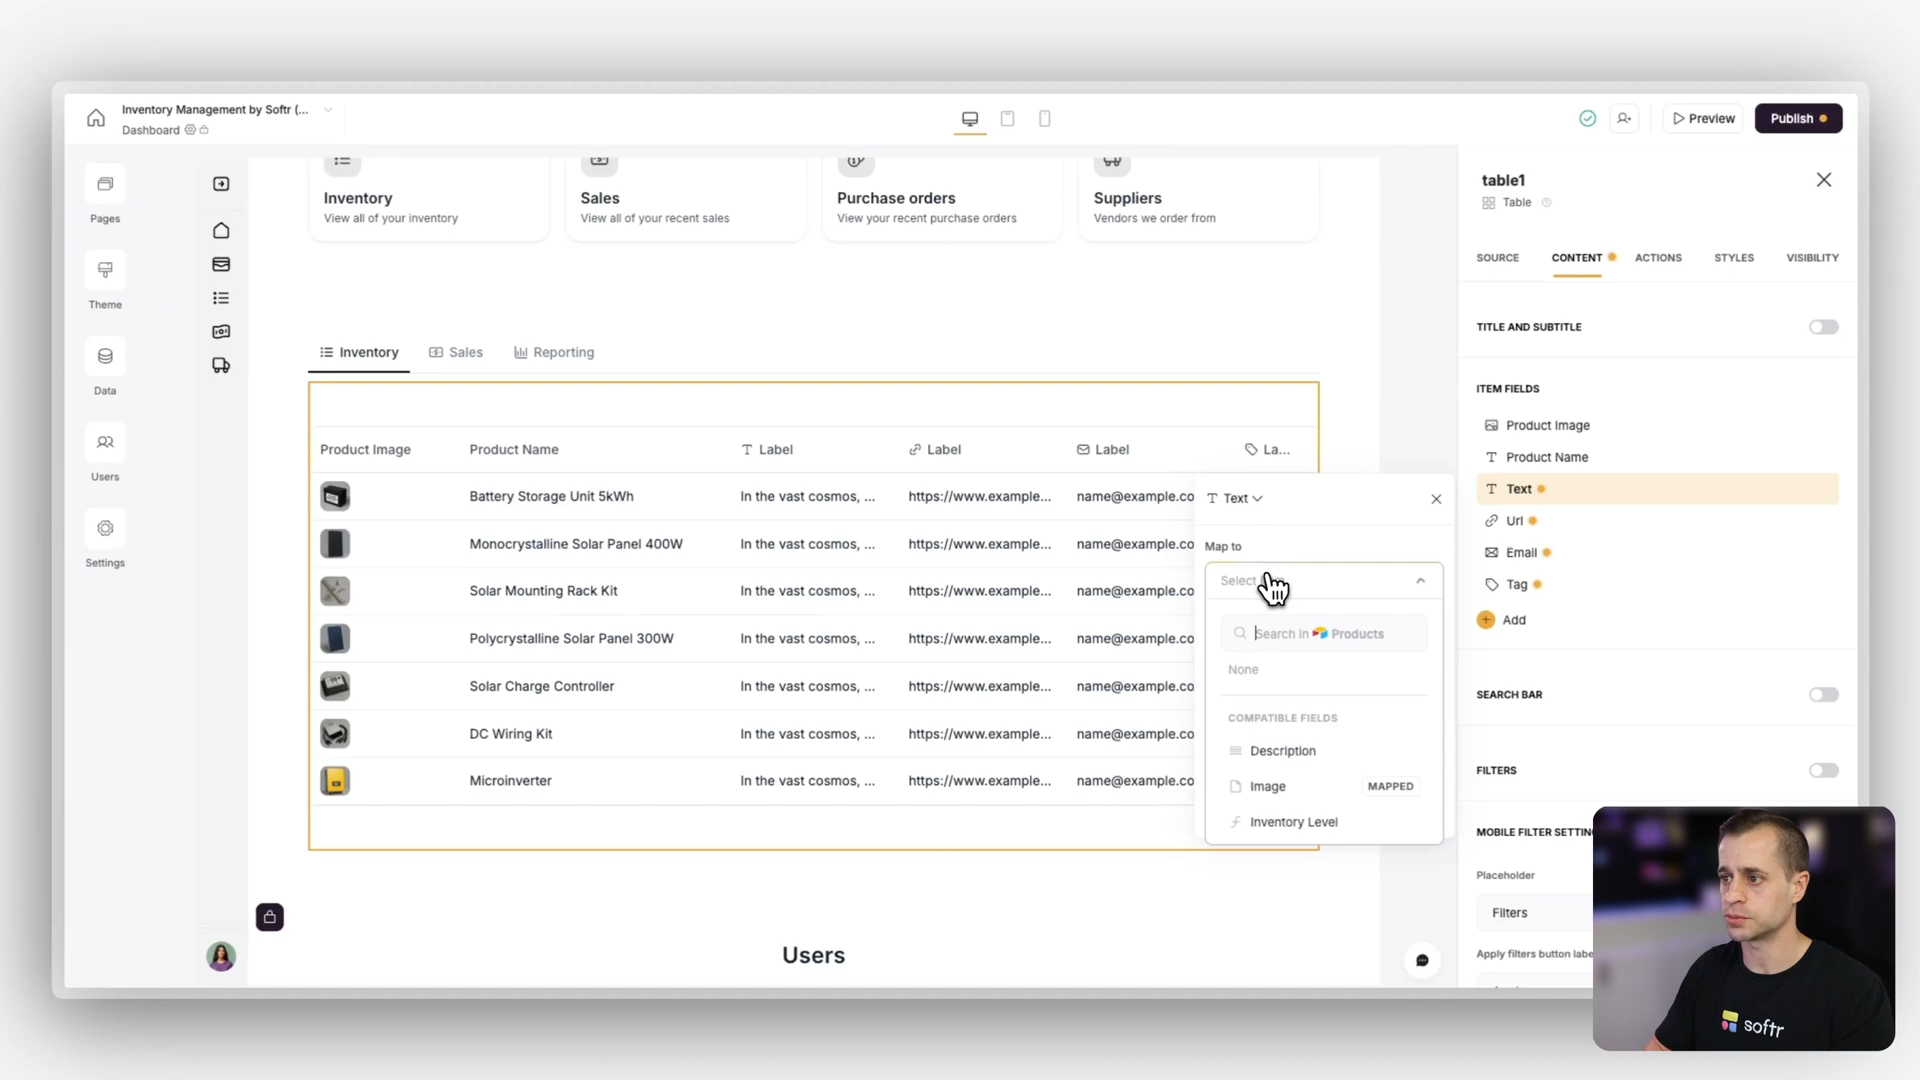 Inventory Management by Softr (...
Dashboard
Preview
Publish
Pages
Theme
Data
Users
Settings
Inventory
View all of your inventory
Sales
View all of your recent sales
Purchase orders
View your recent purchase orders
Suppliers
Vendors we order from
Inventory
Sales
Reporting
Product Image
Product Name
Label
Label
Label
La...
Battery Storage Unit 5kWh
In the vast cosmos, ...
https://www.example...
name@example.co
Monocrystalline Solar Panel 400W
In the vast cosmos, ...
https://www.example...
name@example.co
Solar Mounting Rack Kit
In the vast cosmos, ...
https://www.example...
name@example.co
Polycrystalline Solar Panel 300W
In the vast cosmos, ...
https://www.example...
name@example.co
Solar Charge Controller
In the vast cosmos, ...
https://www.example...
name@example.co
DC Wiring Kit
In the vast cosmos, ...
https://www.example...
name@example.co
Microinverter
In the vast cosmos, ...
https://www.example...
name@example.co
Users
Text
Map to
Select
Search in Products
None
COMPATIBLE FIELDS
Description
Image
MAPPED
Inventory Level
table1
Table
SOURCE
CONTENT
ACTIONS
STYLES
VISIBILITY
TITLE AND SUBTITLE
ITEM FIELDS
Product Image
Product Name
Text
Url
Email
Tag
Add
SEARCH BAR
FILTERS
MOBILE FILTER SETTIN
Placeholder
Filters
Apply filters button labe
softr